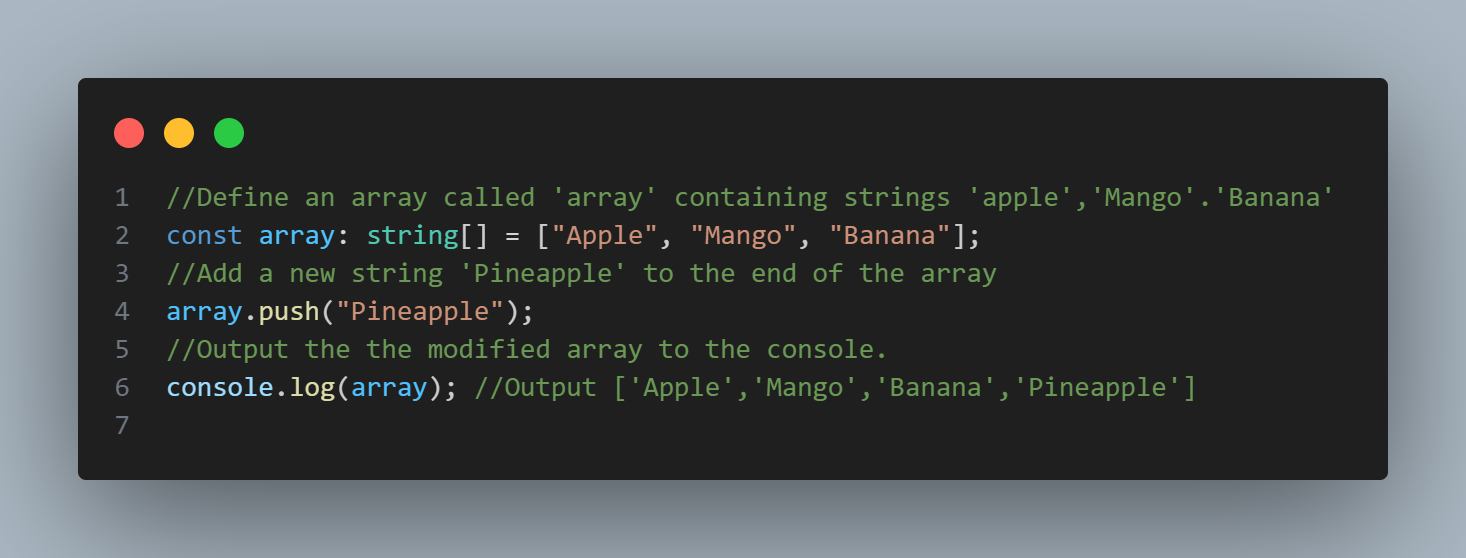 1 //Define an array called 'array' containing strings 'apple','Mango'.'Banana'
2 const array: string[] = ["Apple", "Mango", "Banana"];
3 //Add a new string 'Pineapple' to the end of the array
4 array.push("Pineapple");
5 //Output the the modified array to the console.
6 console.log(array); //Output ['Apple','Mango','Banana','Pineapple']
7